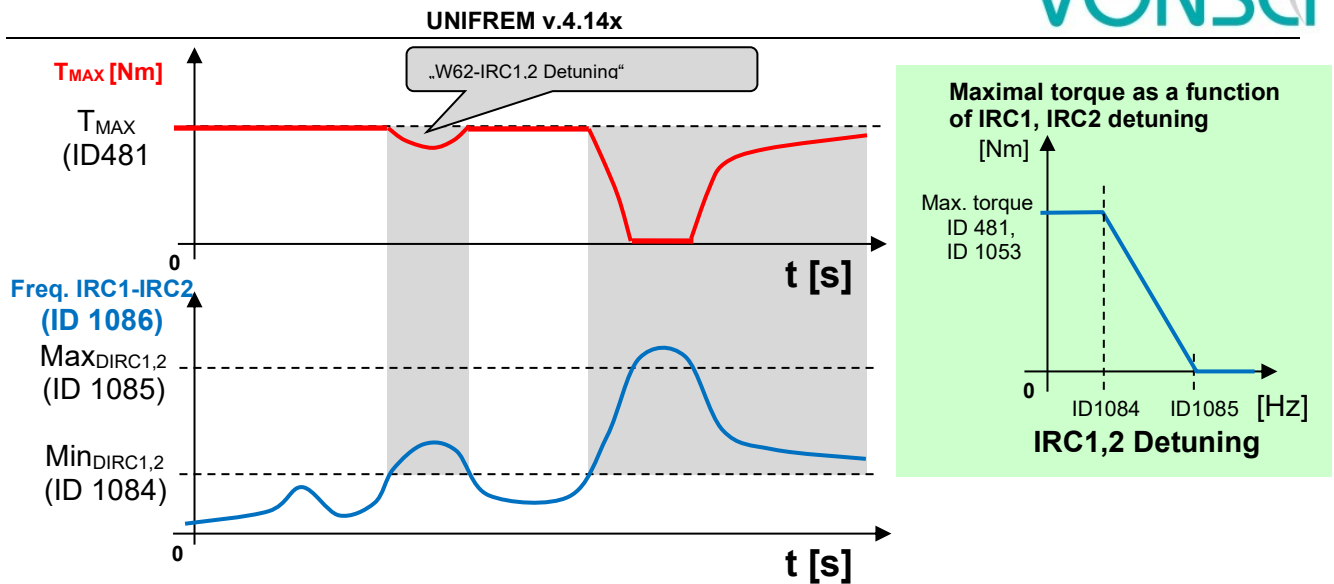 VONSCH
UNIFREM v.4.14x
TMAX [Nm]
„W62-IRC1,2 Detuning“
TMAX
(ID481
0
t [s]
Freq. IRC1-IRC2
(ID 1086)
MaxDIRC1,2
(ID 1085)
MinDIRC1,2
(ID 1084)
0
t [s]
Maximal torque as a function
of IRC1, IRC2 detuning
[Nm]
Max. torque
ID 481,
ID 1053
0
ID1084 ID1085 [Hz]
IRC1,2 Detuning